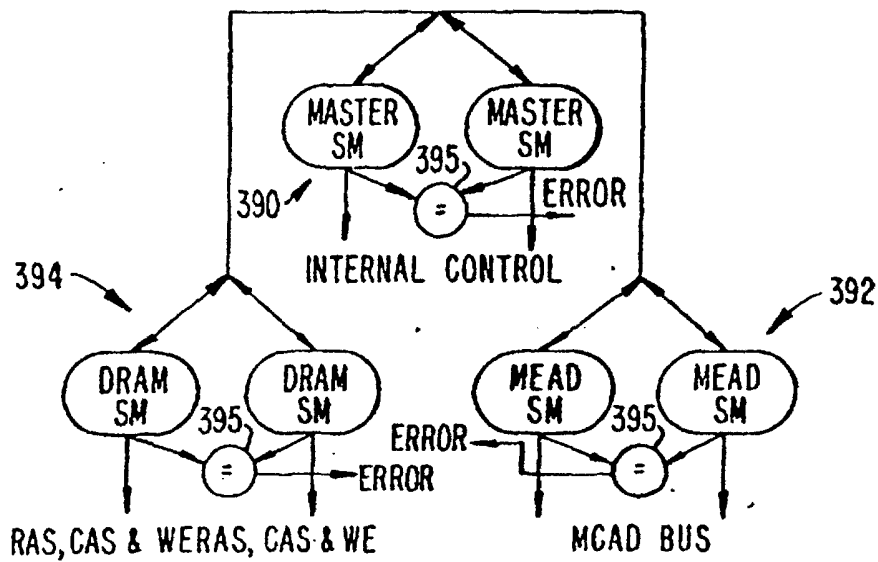 MASTER SM
MASTER SM
395
390
=
ERROR
INTERNAL CONTROL
394
392
DRAM SM
DRAM SM
MEAD SM
MEAD SM
395
395
=
ERROR
ERROR
=
RAS, CAS & WERAS, CAS & WE
MCAD BUS